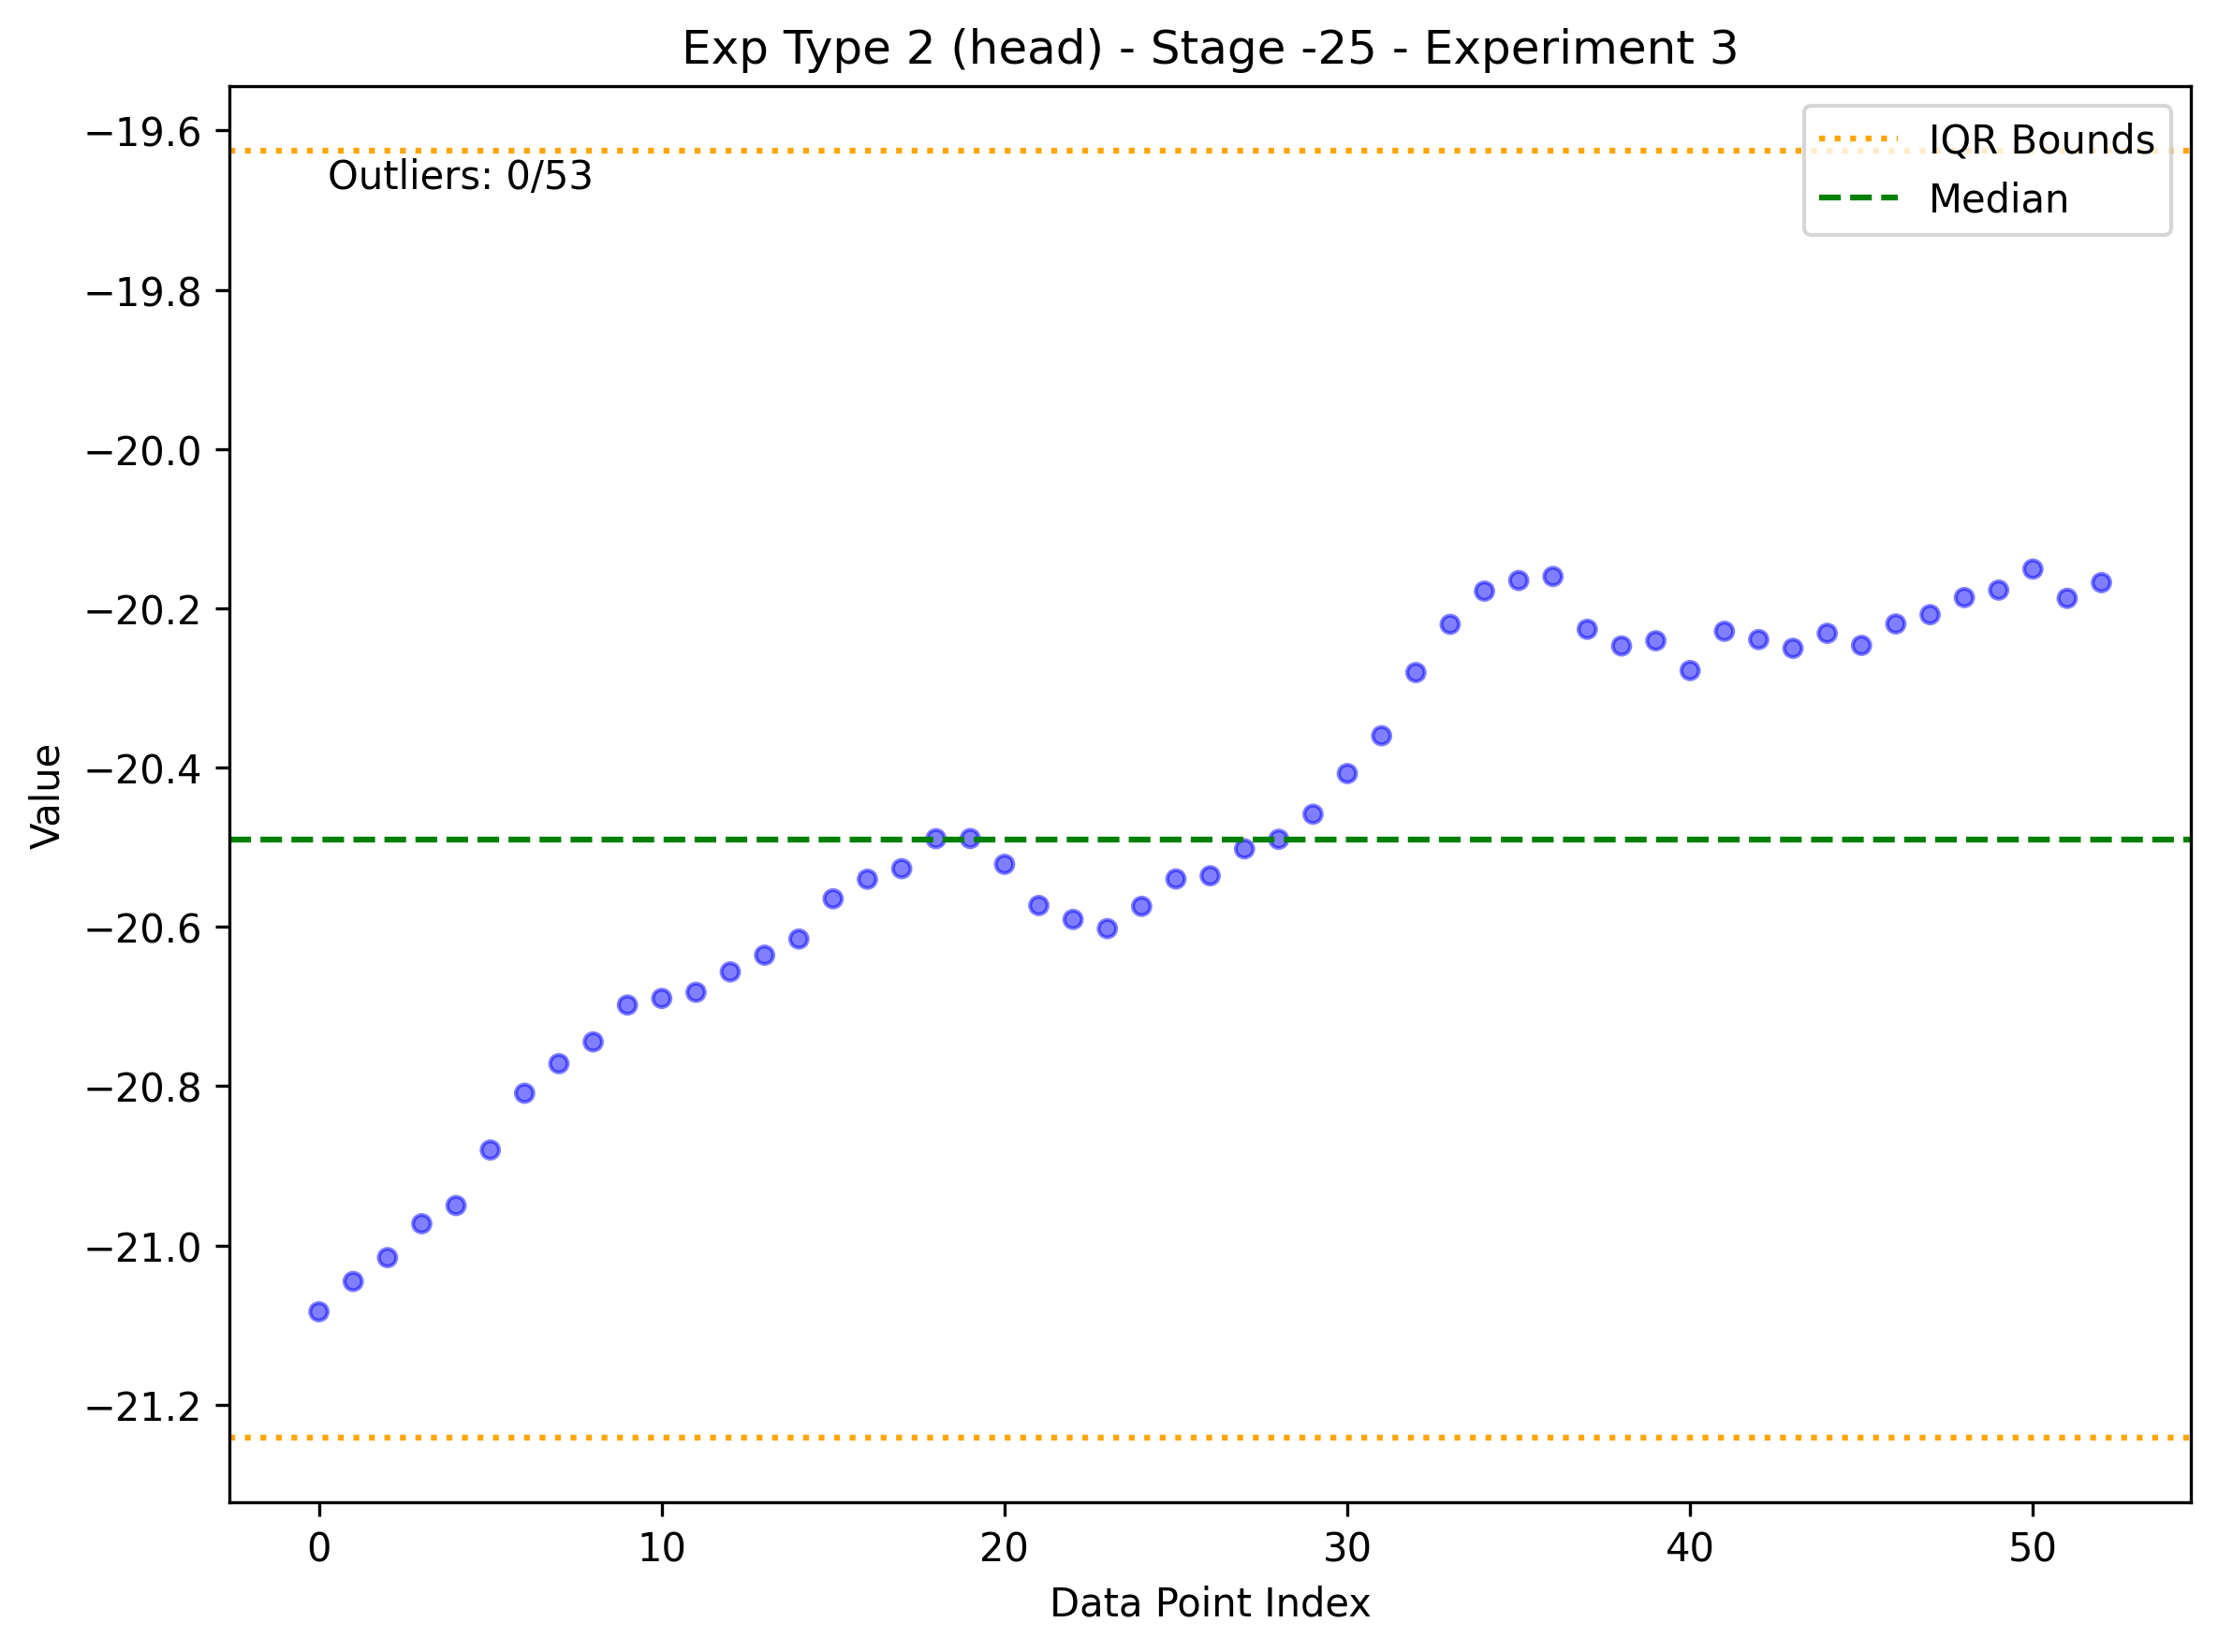 Exp Type 2 (head) - Stage -25 - Experiment 3
−19.6
−19.8
−20.0
−20.2
−20.4
−20.6
−20.8
−21.0
−21.2
Value
Outliers: 0/53
IQR Bounds
Median
0 10 20 30 40 50
Data Point Index